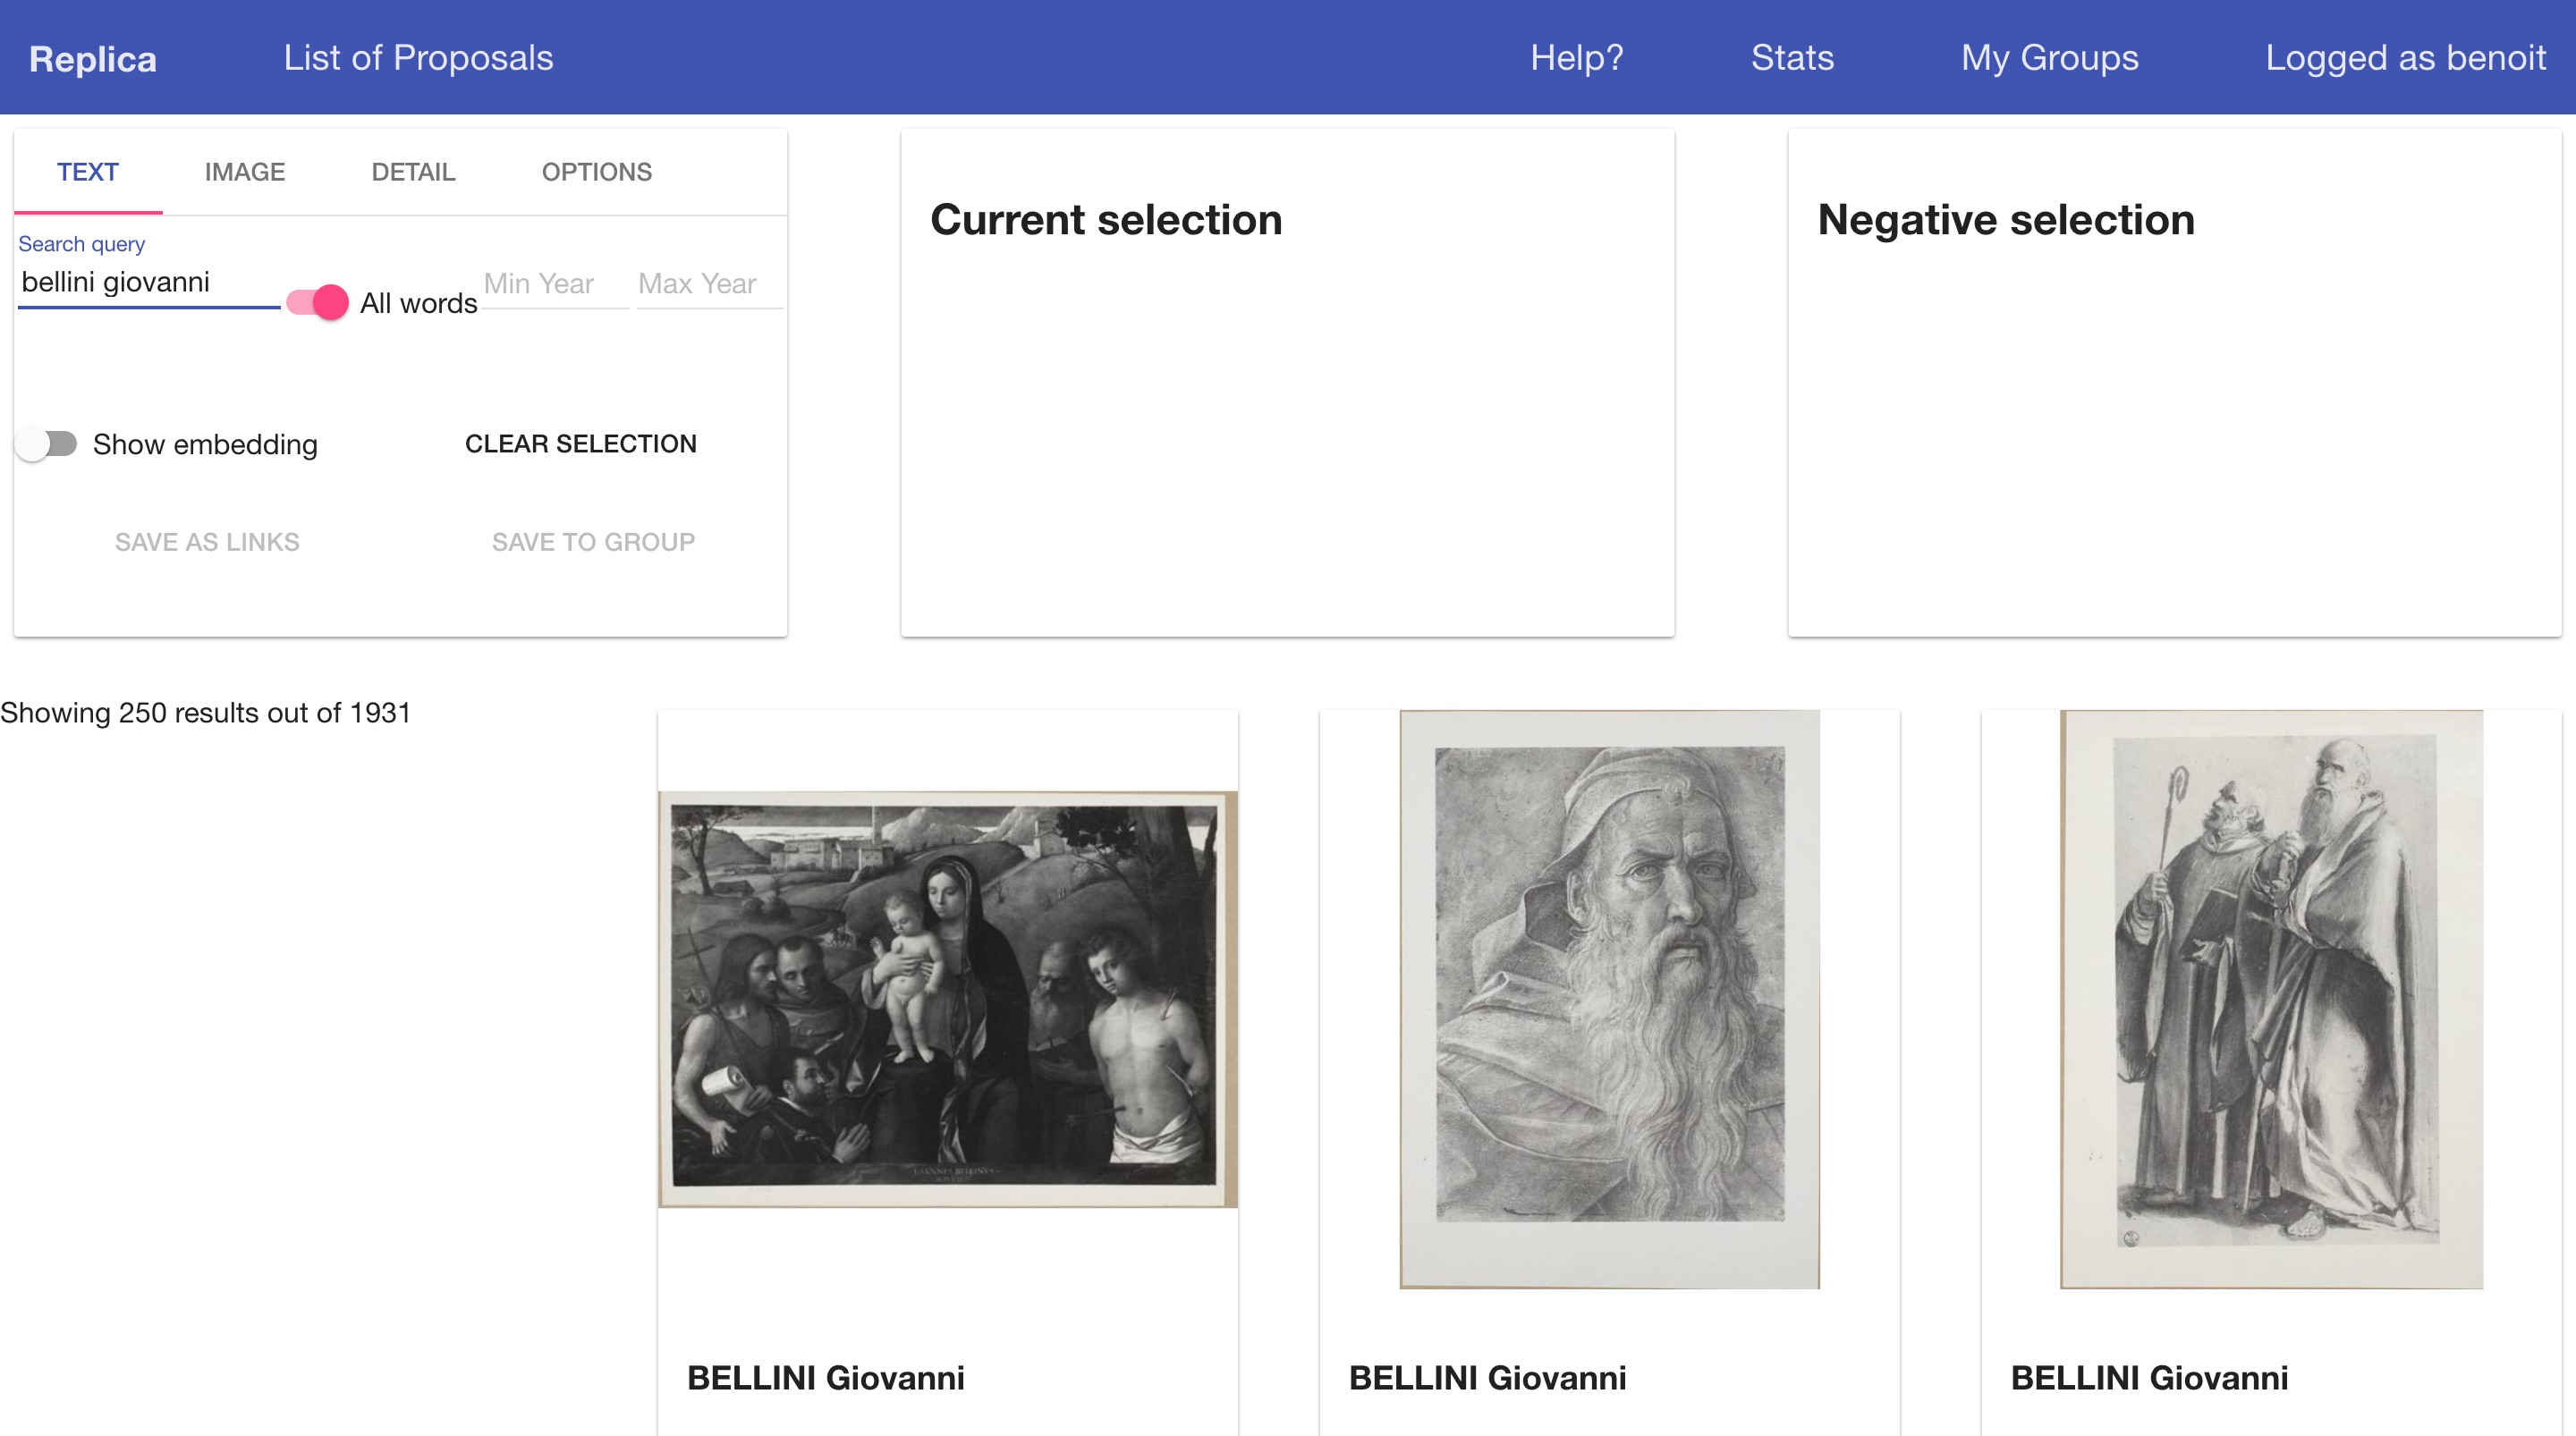 Replica List of Proposals Help? Stats My Groups Logged as benoit
TEXT IMAGE DETAIL OPTIONS
Search query
bellini giovanni All words Min Year Max Year
Show embedding CLEAR SELECTION
SAVE AS LINKS SAVE TO GROUP
Current selection
Negative selection
Showing 250 results out of 1931
IOANNES BELLINVS
BELLINI Giovanni
BELLINI Giovanni
BELLINI Giovanni